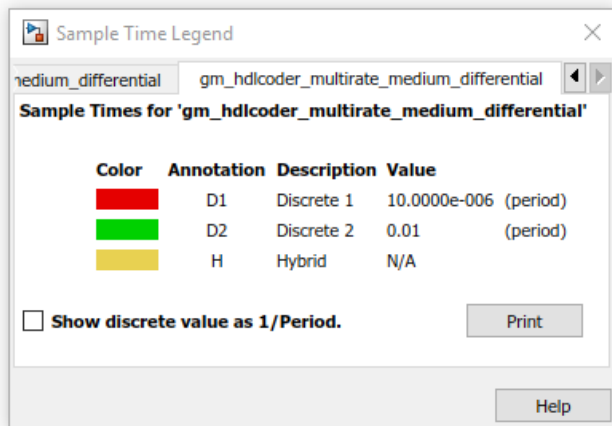 Sample Time Legend
nedium_differential gm_hdlcoder_multirate_medium_differential
Sample Times for 'gm_hdlcoder_multirate_medium_differential'
Color Annotation Description Value
D1 Discrete 1 10.0000e-006 (period)
D2 Discrete 2 0.01 (period)
H Hybrid N/A
Show discrete value as 1/Period. Print
Help